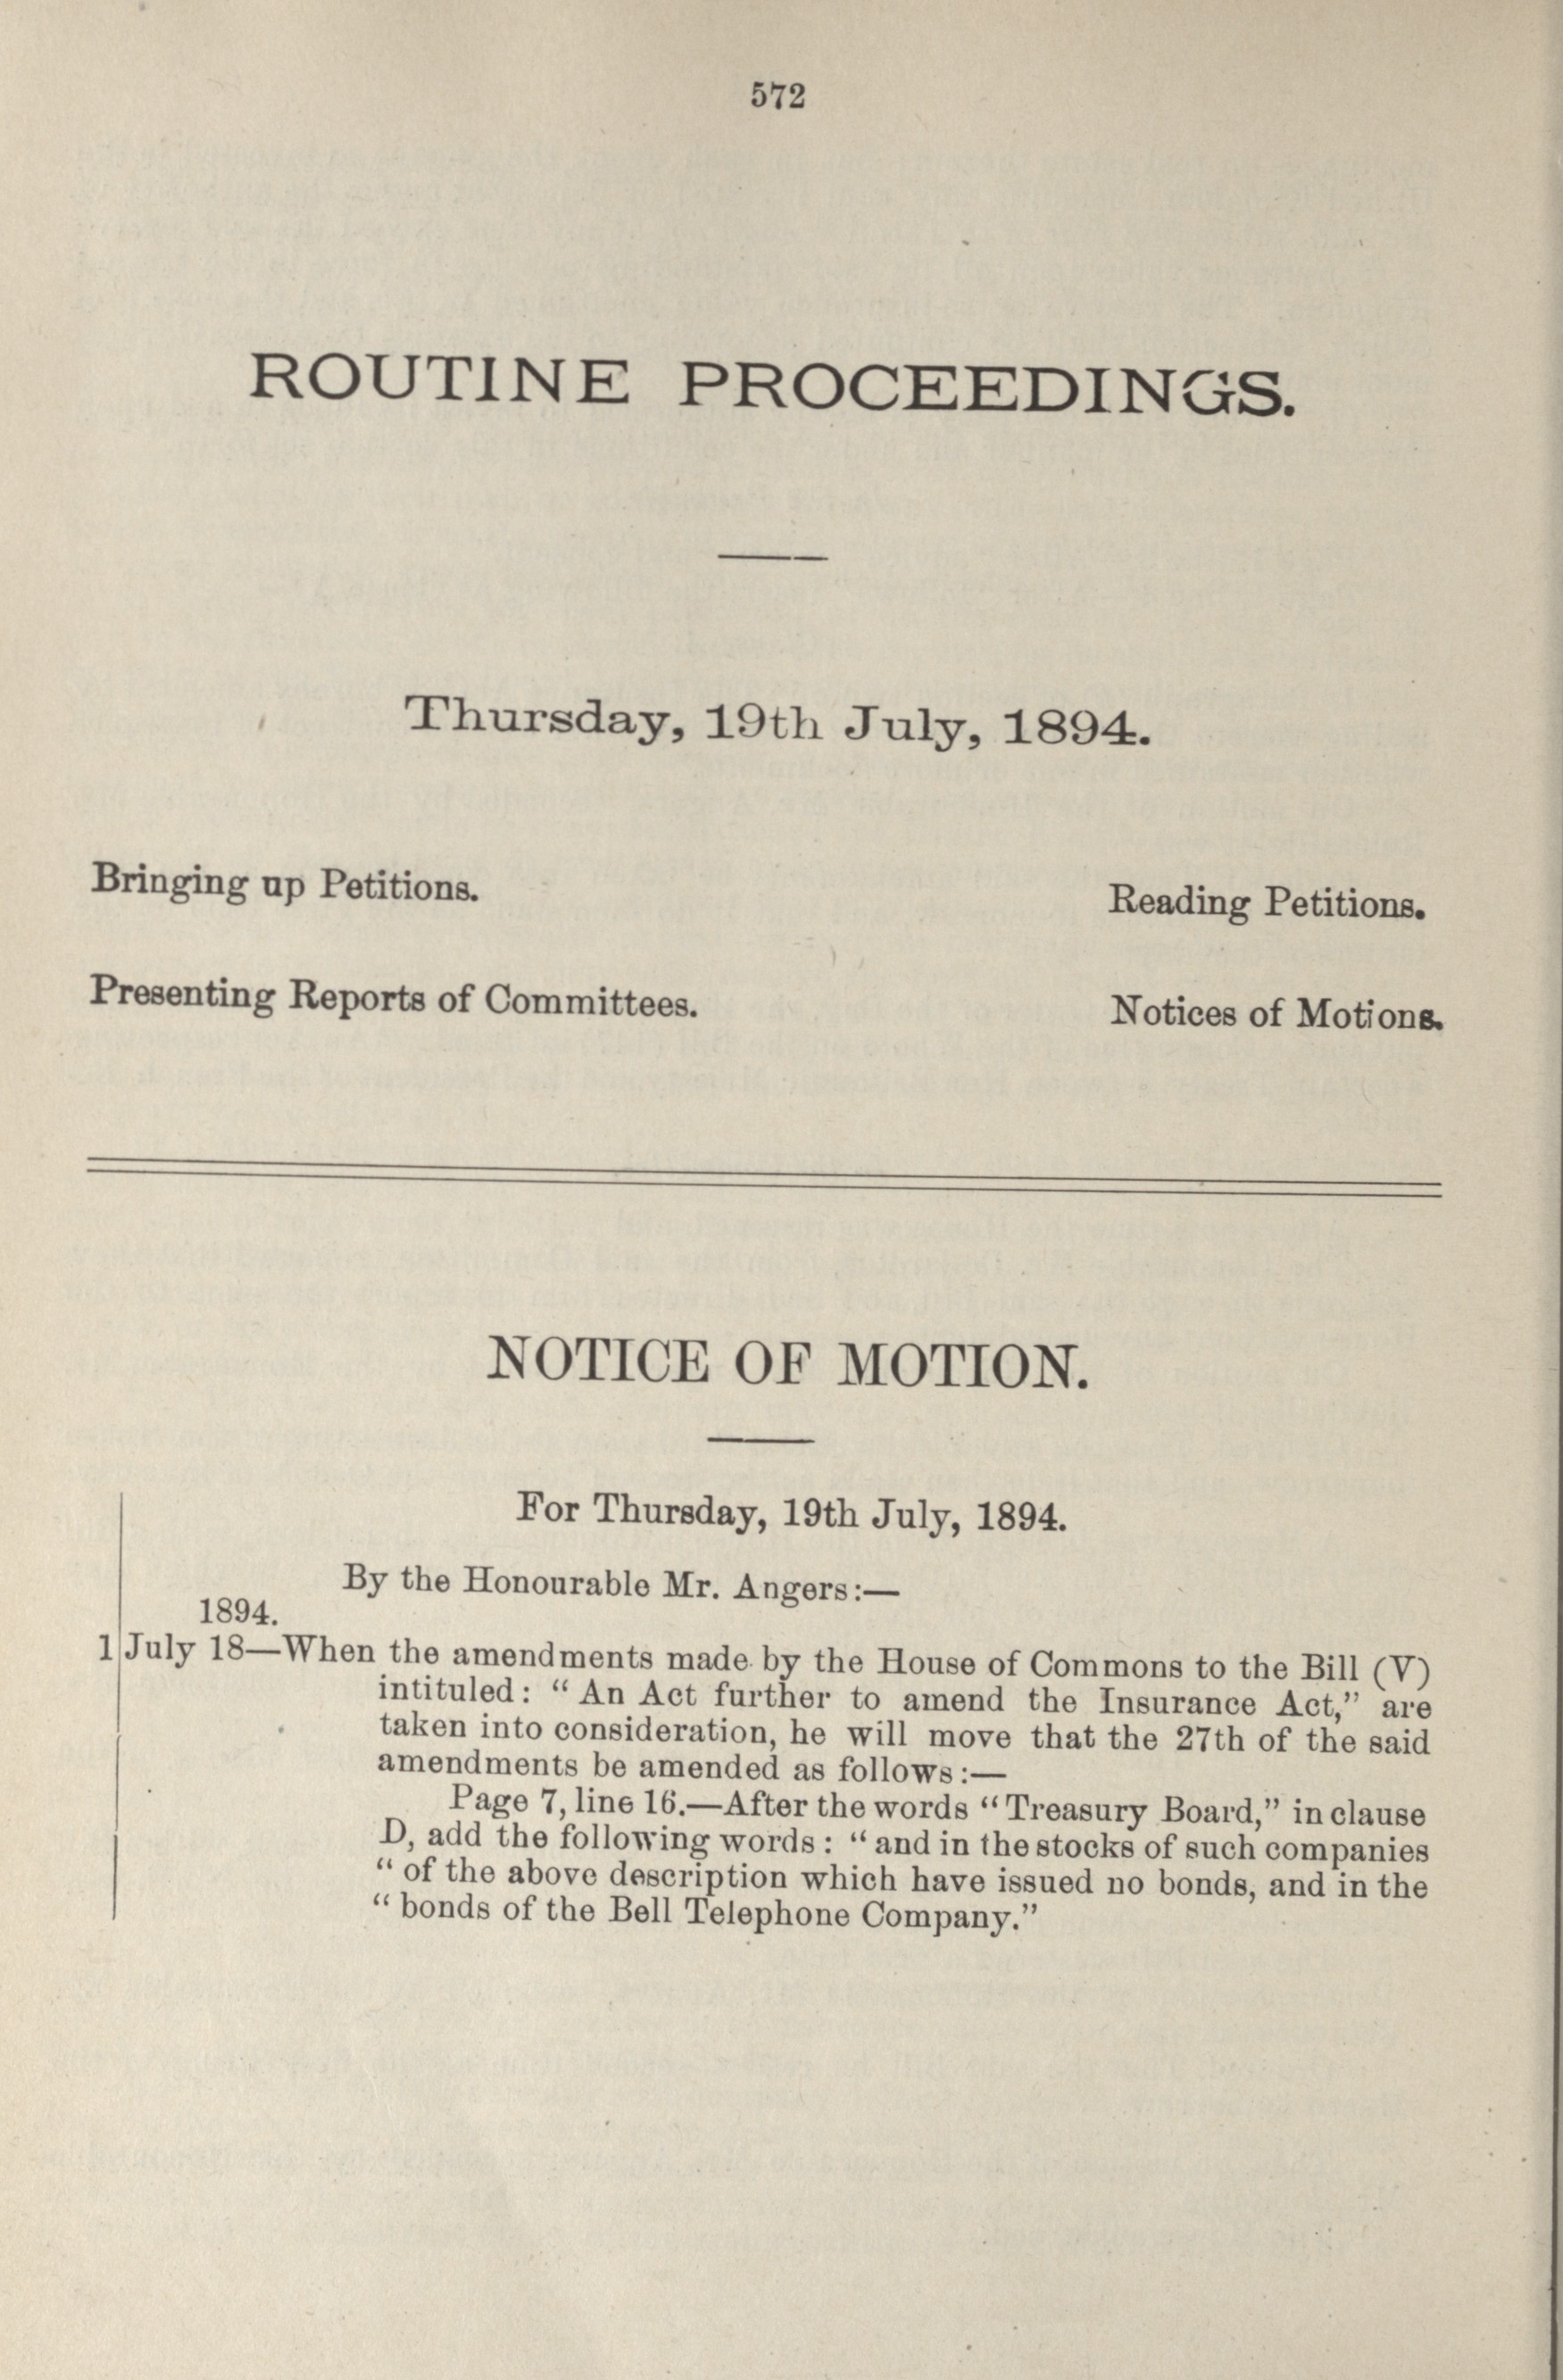 572
ROUTINE PROCEEDINGS.
Thursday, 19th July, 1894.
Bringing up Petitions.
Reading Petitions.
Presenting Reports of Committees.
Notices of Motions.
NOTICE OF MOTION.
For Thursday, 19th July, 1894.
By the Honourable Mr. Angers:—
1894.
1 July 18—When the amendments made by the House of Commons to the Bill (V)
intituled: “An Act further to amend the Insurance Act,” are
taken into consideration, he will move that the 27th of the said
amendments be amended as follows:—
Page 7, line 16.—After the words “Treasury Board,” in clause
D, add the following words: “and in the stocks of such companies
“of the above description which have issued no bonds, and in the
“bonds of the Bell Telephone Company.”